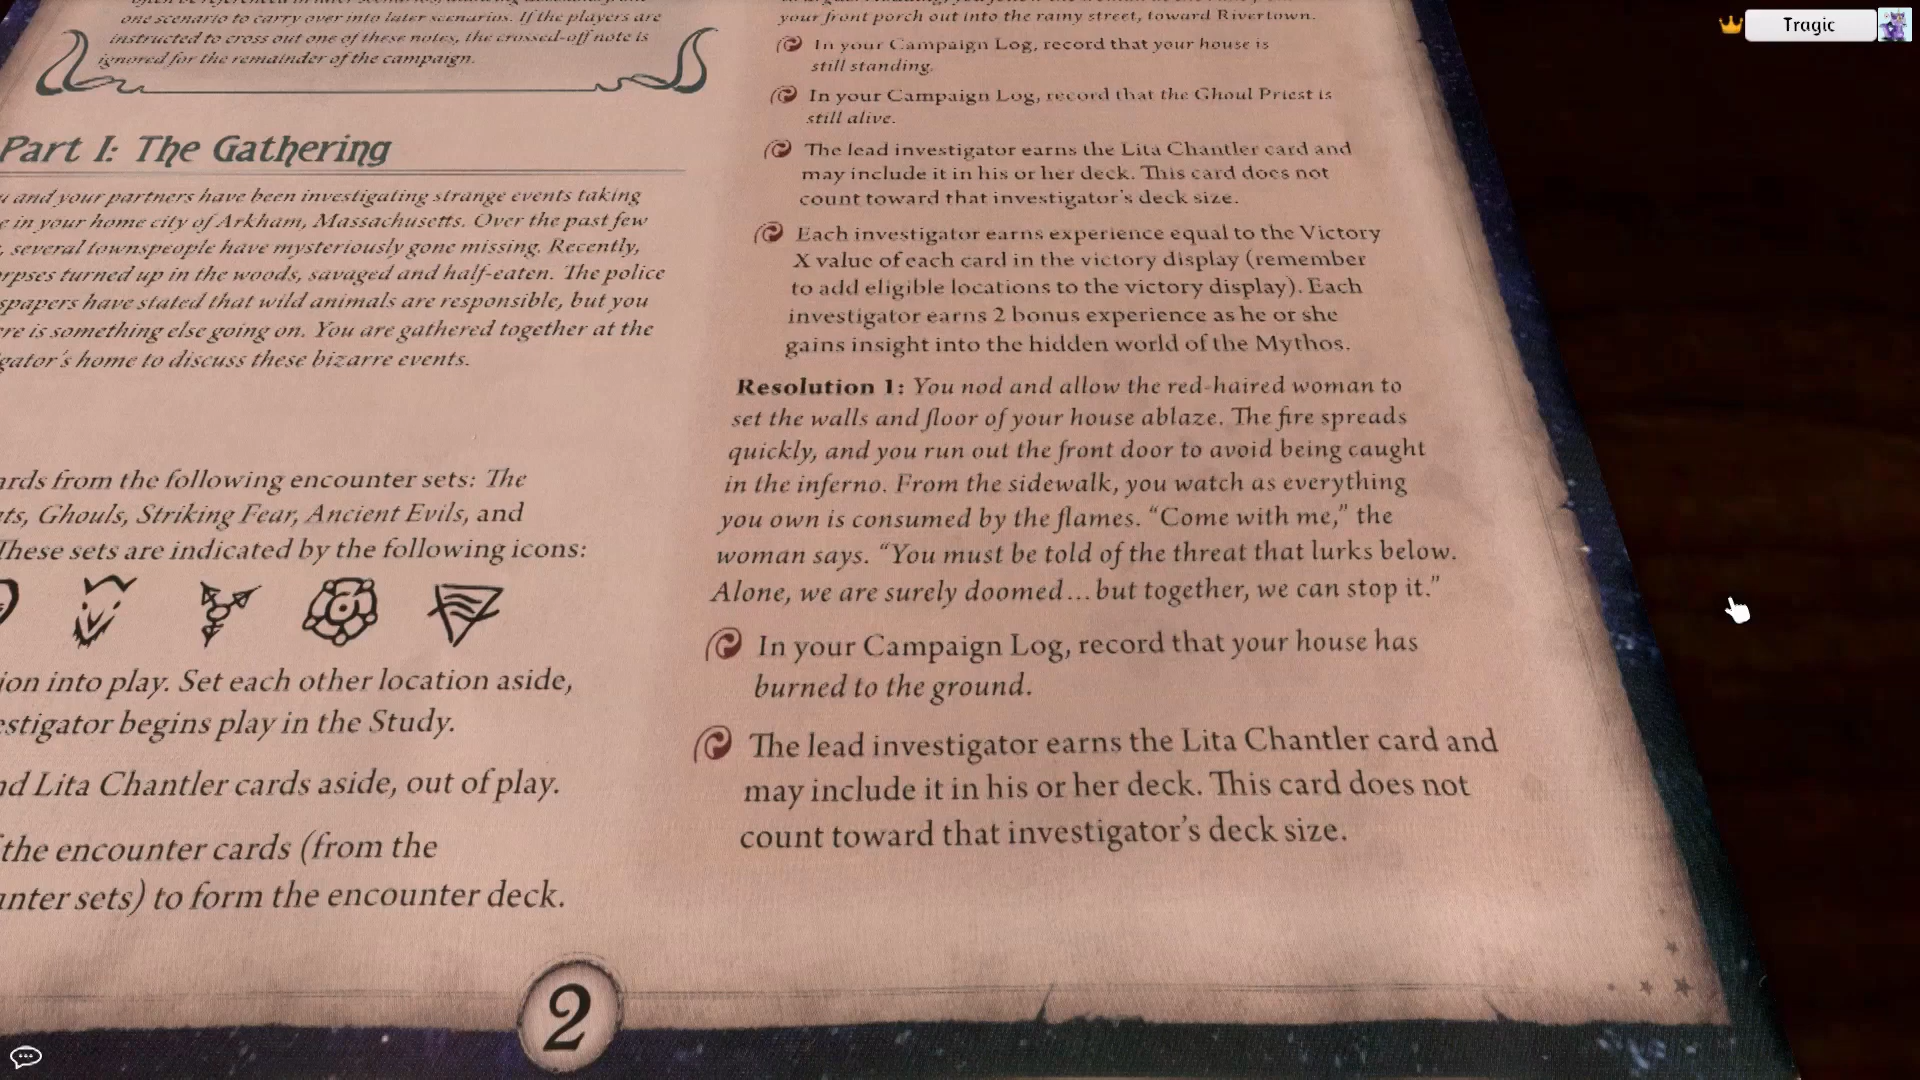 one scenario to carry over into later scenarios. If the players are
instructed to cross out one of these notes, the crossed-off note is
ignored for the remainder of the campaign.
Part I: The Gathering
and your partners have been investigating strange events taking
in your home city of Arkham, Massachusetts. Over the past few
, several townspeople have mysteriously gone missing. Recently,
turned up in the woods, savaged and half-eaten. The police
have stated that wild animals are responsible, but you
is something else going on. You are gathered together at the
home to discuss these bizarre events.
from the following encounter sets: The
Ghouls, Striking Fear, Ancient Evils, and
These sets are indicated by the following icons:
into play. Set each other location aside,
begins play in the Study.
Lita Chantler cards aside, out of play.
the encounter cards (from the
sets) to form the encounter deck.
2
your front porch out into the rainy street, toward Rivertown.
In your Campaign Log, record that your house is
still standing.
In your Campaign Log, record that the Ghoul Priest is
still alive.
The lead investigator earns the Lita Chantler card and
may include it in his or her deck. This card does not
count toward that investigator's deck size.
Each investigator earns experience equal to the Victory
X value of each card in the victory display (remember
to add eligible locations to the victory display). Each
investigator earns 2 bonus experience as he or she
gains insight into the hidden world of the Mythos.
Resolution 1: You nod and allow the red-haired woman to
set the walls and floor of your house ablaze. The fire spreads
quickly, and you run out the front door to avoid being caught
in the inferno. From the sidewalk, you watch as everything
you own is consumed by the flames. “Come with me,” the
woman says. “You must be told of the threat that lurks below.
Alone, we are surely doomed…but together, we can stop it.”
In your Campaign Log, record that your house has
burned to the ground.
The lead investigator earns the Lita Chantler card and
may include it in his or her deck. This card does not
count toward that investigator's deck size.
Tragic